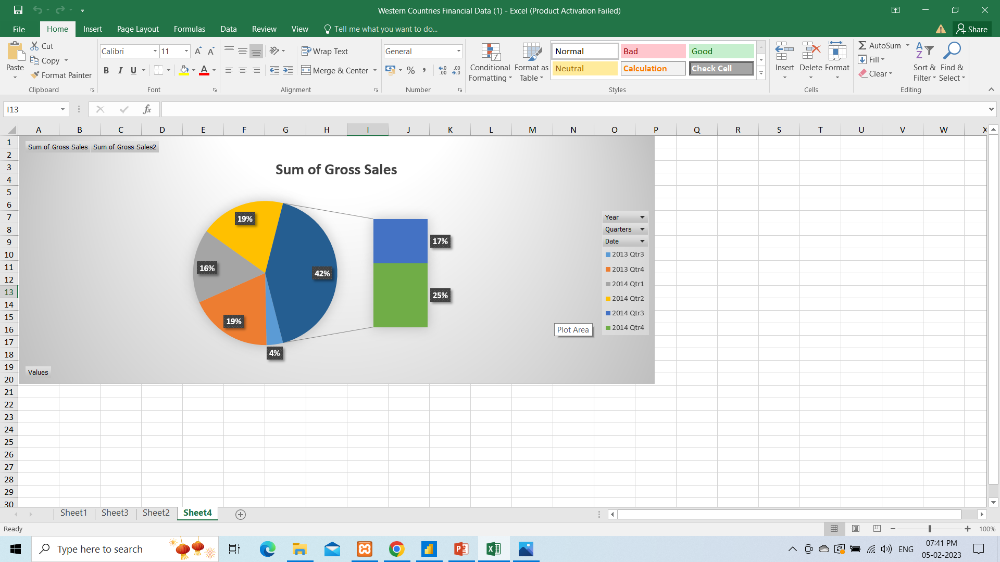 Western Countries Financial Data (1) - Excel (Product Activation Failed)
File Home Insert Page Layout Formulas Data Review View Tell me what you want to do... Share
Paste
Cut
Copy
Format Painter
Clipboard
Calibri 11
B I U
Font
Wrap Text
Merge & Center
Alignment
General
%
Number
Conditional Formatting
Format as Table
Normal Bad Good
Neutral Calculation Check Cell
Styles
Insert Delete Format
Cells
AutoSum
Fill
Clear
Sort & Filter
Find & Select
Editing
I13 fx
A B C D E F G H I J K L M N O P Q R S T U V W X
1
2
3
4
5
6
7
8
9
10
11
12
13
14
15
16
17
18
19
20
21
22
23
24
25
26
27
28
29
30
Sum of Gross Sales Sum of Gross Sales2
Sum of Gross Sales
19%
16%
42%
19%
4%
17%
25%
Year
Quarters
Date
2013 Qtr3
2013 Qtr4
2014 Qtr1
2014 Qtr2
2014 Qtr3
2014 Qtr4
Plot Area
Values
Sheet1 Sheet3 Sheet2 Sheet4
Ready
100%
Type here to search
ENG
07:41 PM
05-02-2023